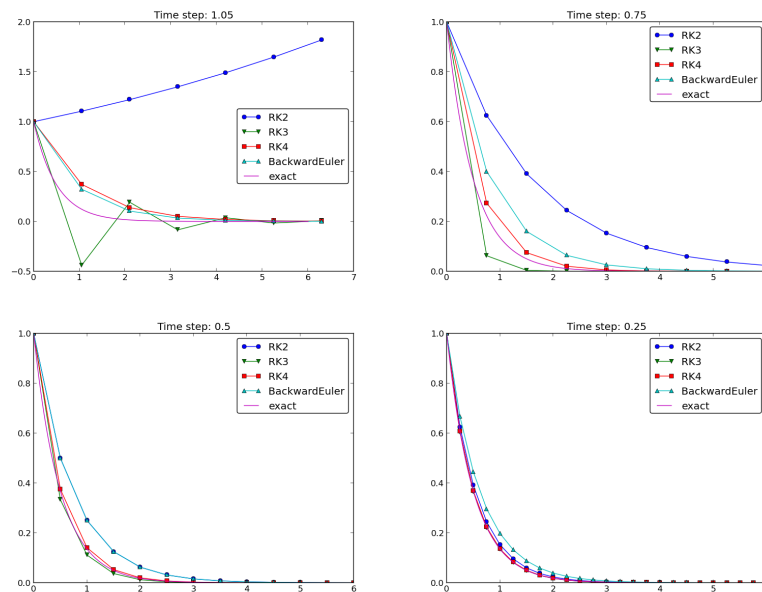 Time step: 1.05
2.0
1.5
1.0
0.5
0.0
−0.5
0 1 2 3 4 5 6 7
RK2
RK3
RK4
BackwardEuler
exact
Time step: 0.75
1.0
0.8
0.6
0.4
0.2
0.0
0 1 2 3 4 5
RK2
RK3
RK4
BackwardEuler
exact
Time step: 0.5
1.0
0.8
0.6
0.4
0.2
0.0
0 1 2 3 4 5 6
RK2
RK3
RK4
BackwardEuler
exact
Time step: 0.25
1.0
0.8
0.6
0.4
0.2
0.0
0 1 2 3 4 5
RK2
RK3
RK4
BackwardEuler
exact